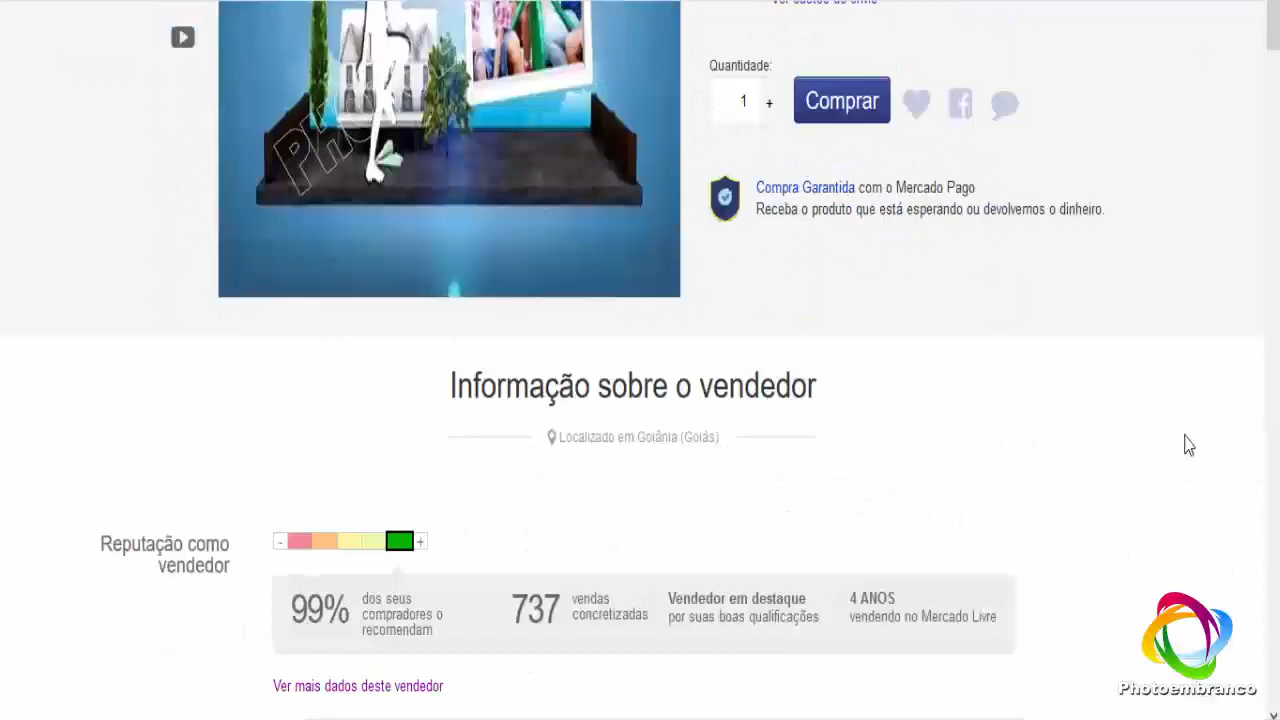 Quantidade:
1 +
Comprar
Compra Garantida com o Mercado Pago
Receba o produto que está esperando ou devolvemos o dinheiro.
Informação sobre o vendedor
Localizado em Goiânia (Goiás)
Reputação como
vendedor
- +
99% dos seus
compradores o
recomendam
737 vendas
concretizadas
Vendedor em destaque
por suas boas qualificações
4 ANOS
vendendo no Mercado Livre
Ver mais dados deste vendedor
Photoembranco